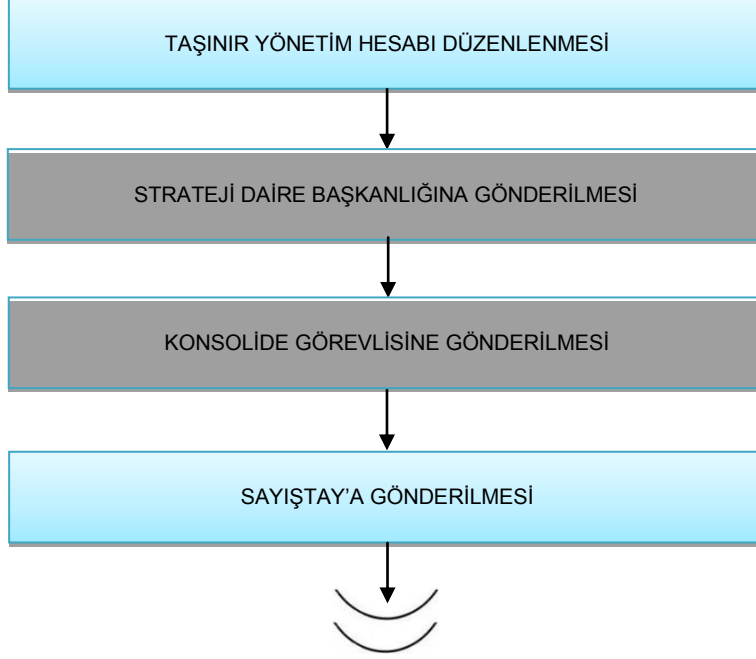 TAŞINIR YÖNETİM HESABI DÜZENLENMESİ
STRATEJİ DAİRE BAŞKANLIĞINA GÖNDERİLMESİ
KONSOLİDE GÖREVLİSİNE GÖNDERİLMESİ
SAYIŞTAY’A GÖNDERİLMESİ